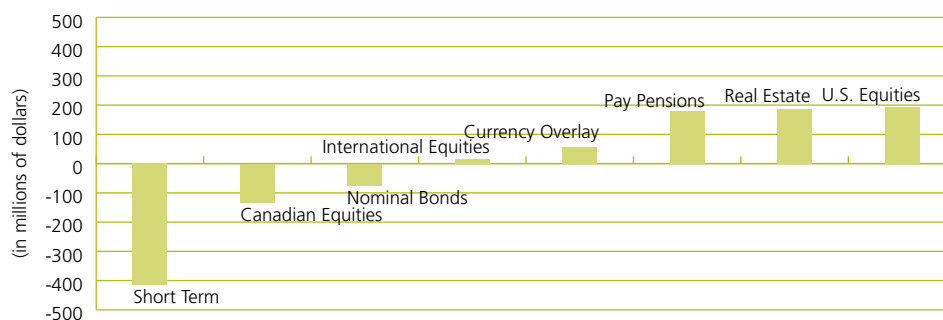 500
400
300
200
100
0
-100
-200
-300
-400
-500
(in millions of dollars)
Short Term
Canadian Equities
Nominal Bonds
International Equities
Currency Overlay
Pay Pensions
Real Estate
U.S. Equities